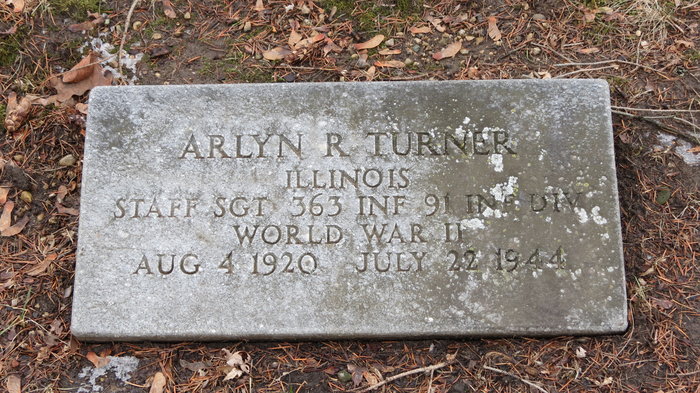 ARLYN R TURNER
ILLINOIS
STAFF SGT 363 INF 91 INF DIV
WORLD WAR II
AUG 4 1920 JULY 22 1944